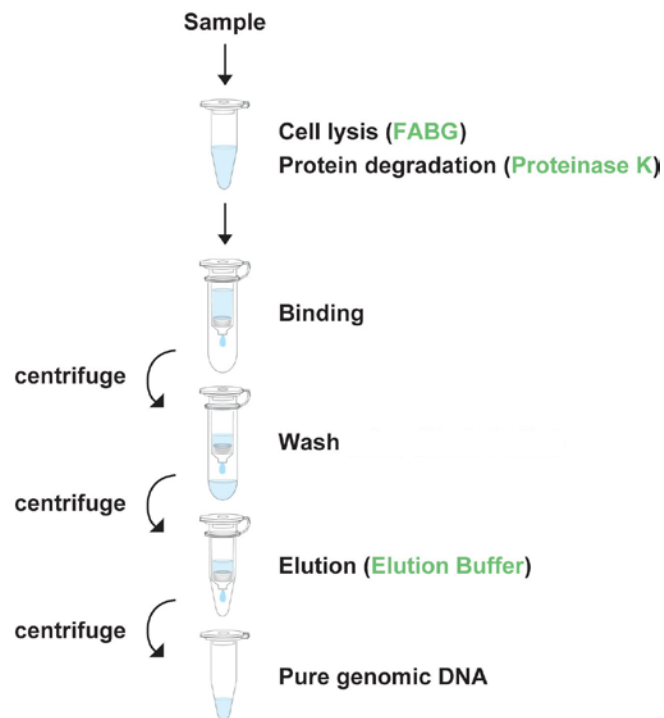 Sample
Cell lysis (FABG)
Protein degradation (Proteinase K)
Binding
centrifuge
Wash
centrifuge
Elution (Elution Buffer)
centrifuge
Pure genomic DNA